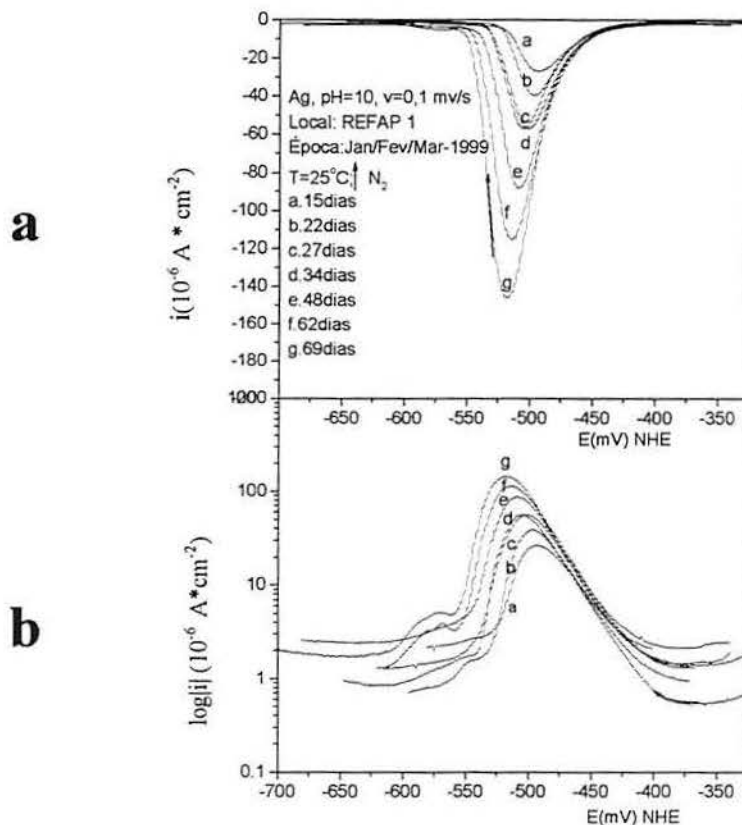 a
i(10⁻⁶ A * cm⁻²)
0
-20
-40
-60
-80
-100
-120
-140
-160
-180
a
b
c
d
e
f
g
Ag, pH=10, v=0,1 mv/s
Local: REFAP 1
Época:Jan/Fev/Mar-1999
T=25°C; N₂
a.15dias
b.22dias
c.27dias
d.34dias
e.48dias
f.62dias
g.69dias
-650 -600 -550 -500 -450 -400 -350
E(mV) NHE
b
log|i| (10⁻⁶ A*cm⁻²)
100
10
1
0.1
g
f
e
d
c
b
a
-700 -650 -600 -550 -500 -450 -400 -350
E(mV) NHE